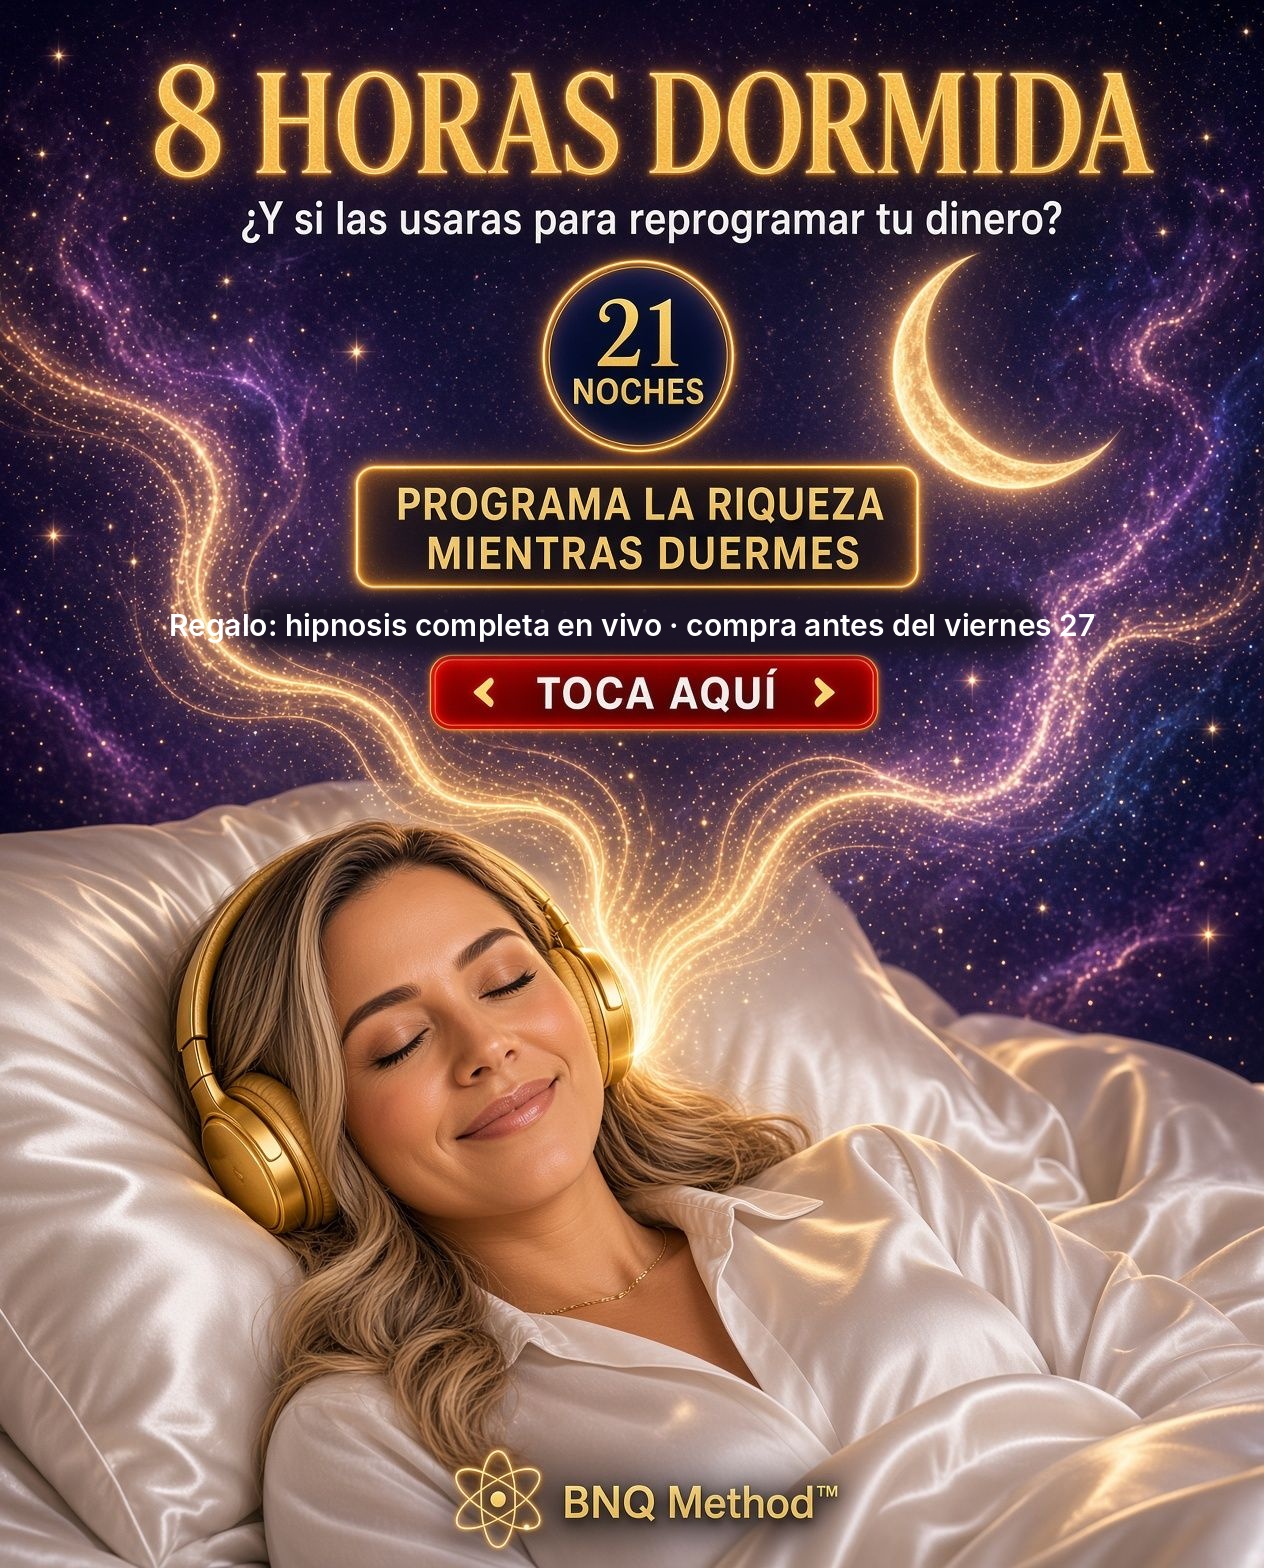 8 HORAS DORMIDA
¿Y si las usaras para reprogramar tu dinero?
21
NOCHES
PROGRAMA LA RIQUEZA
MIENTRAS DUERMES
Regalo: hipnosis completa en vivo · compra antes del viernes 27
TOCA AQUÍ
BNQ Method™